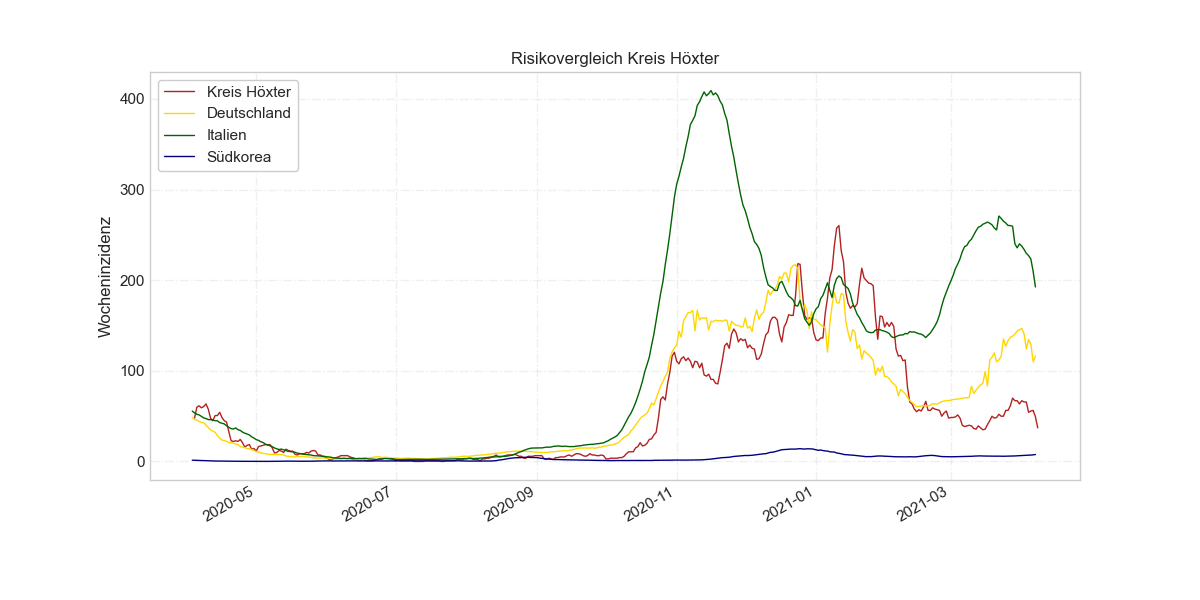 Risikovergleich Kreis Höxter
Kreis Höxter
Deutschland
Italien
Südkorea
Wocheninzidenz
400
300
200
100
0
2020-05
2020-07
2020-09
2020-11
2021-01
2021-03